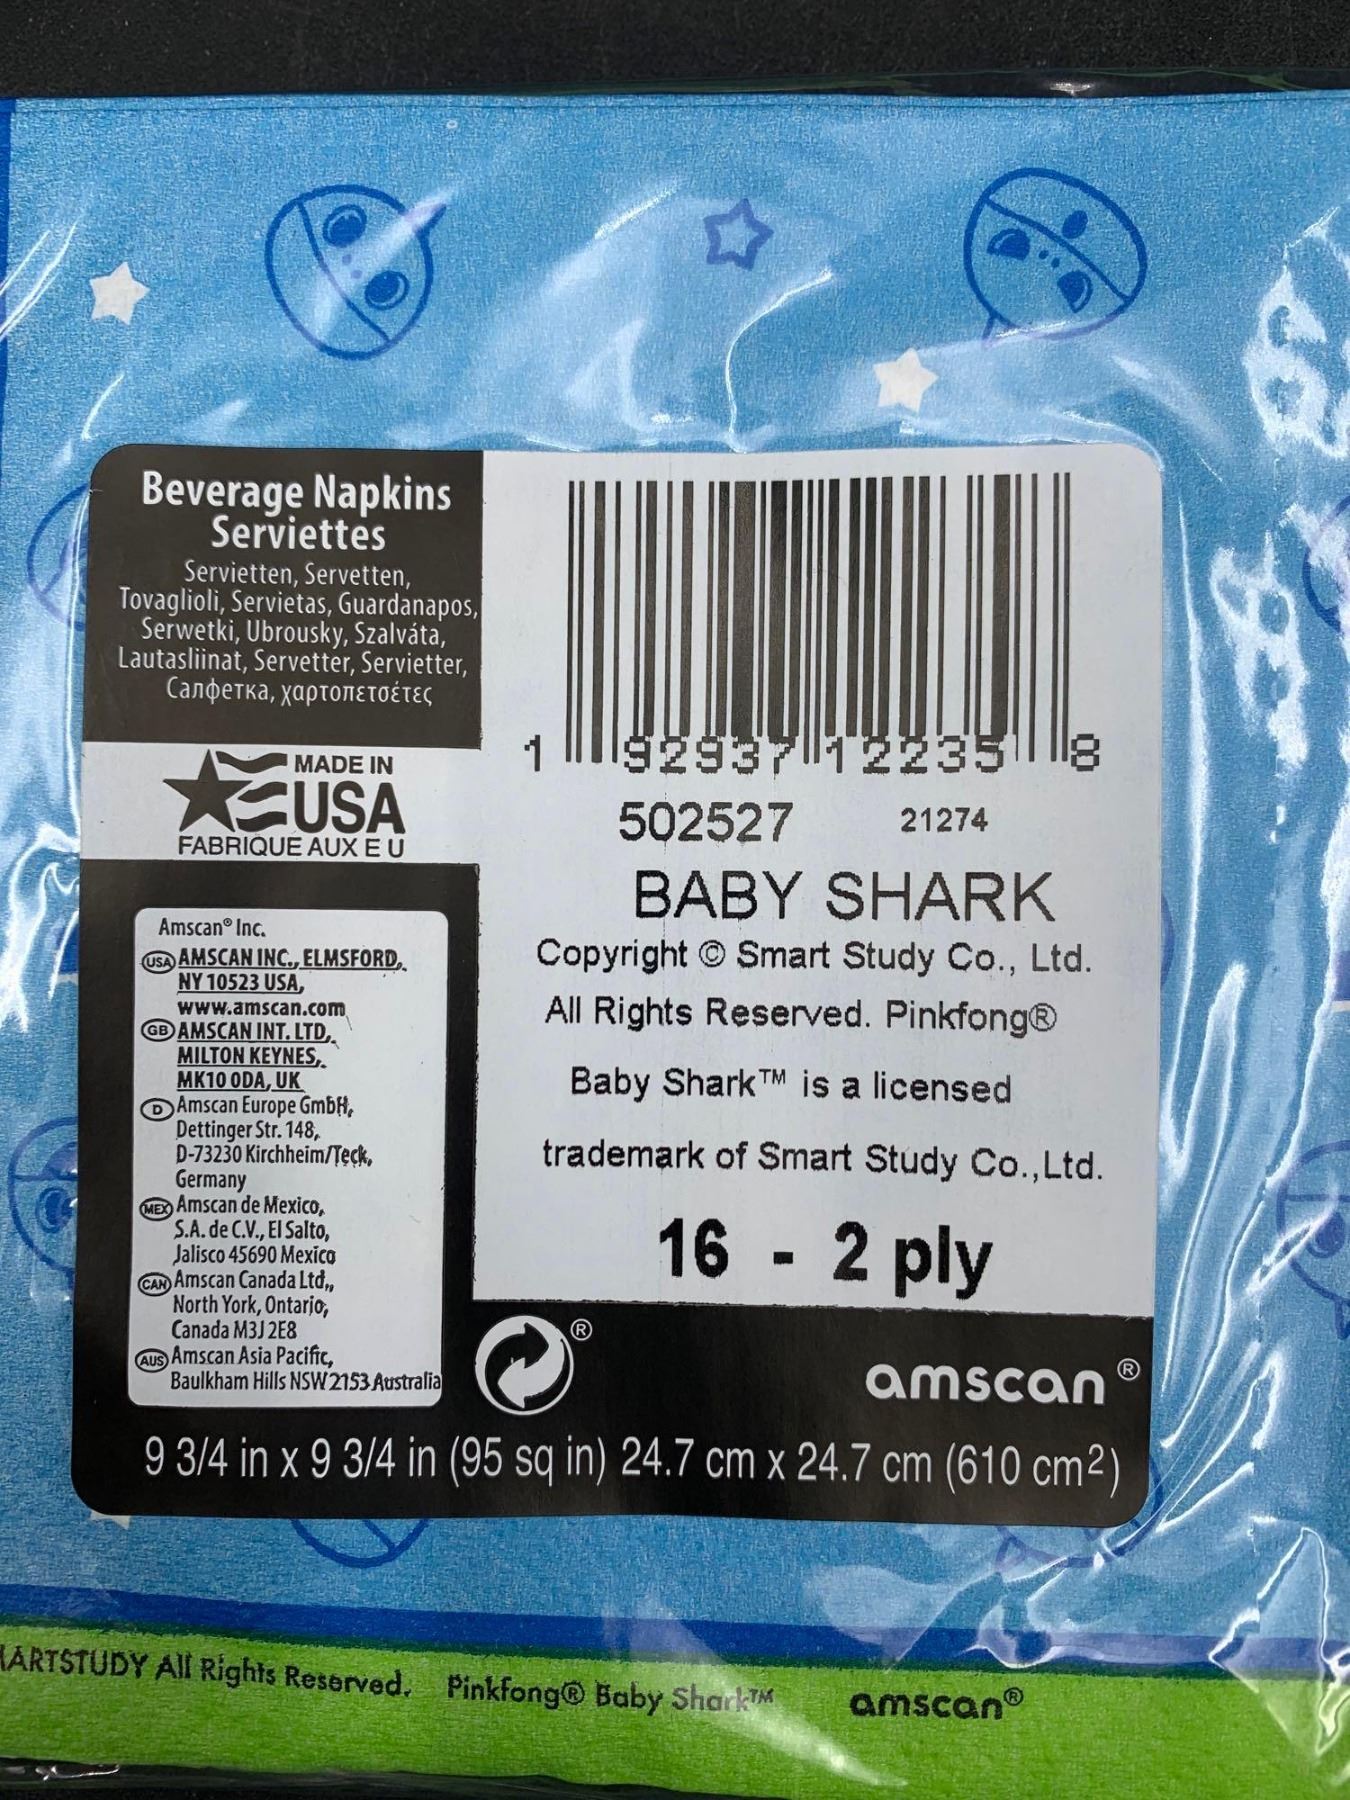 Beverage Napkins
Serviettes
Servietten, Servetten,
Tovaglioli, Servietas, Guardanapos,
Serwetki, Ubrousky, Szalváta,
Lautasliinat, Servetter, Servietter,
Салфетка, χαρτοπετσέτες
MADE IN
USA
FABRIQUE AUX E U
Amscan® Inc.
USA AMSCAN INC., ELMSFORD,
NY 10523 USA,
www.amscan.com
GB AMSCAN INT. LTD,
MILTON KEYNES,
MK10 0DA, UK
D Amscan Europe GmbH,
Dettinger Str. 148,
D-73230 Kirchheim/Teck,
Germany
MEX Amscan de Mexico,
S.A. de C.V., El Salto,
Jalisco 45690 Mexico
CAN Amscan Canada Ltd,,
North York, Ontario,
Canada M3J 2E8
AUS Amscan Asia Pacific,
Baulkham Hills NSW 2153 Australia
1 92937 12235 8
502527 21274
BABY SHARK
Copyright © Smart Study Co., Ltd.
All Rights Reserved. Pinkfong®
Baby Shark™ is a licensed
trademark of Smart Study Co.,Ltd.
16 - 2 ply
®
amscan®
9 3/4 in x 9 3/4 in (95 sq in) 24.7 cm x 24.7 cm (610 cm²)
MARTSTUDY All Rights Reserved. Pinkfong® Baby Shark™ amscan®